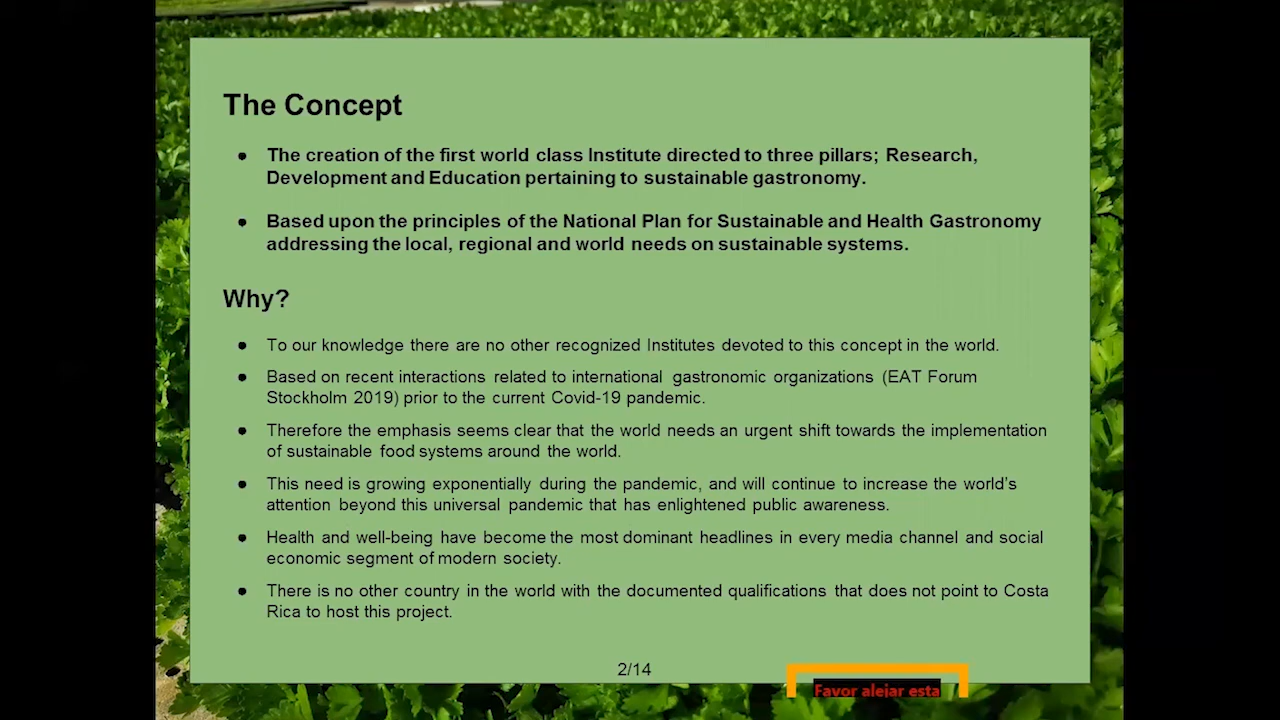 The Concept
● The creation of the first world class Institute directed to three pillars; Research,
Development and Education pertaining to sustainable gastronomy.
● Based upon the principles of the National Plan for Sustainable and Health Gastronomy
addressing the local, regional and world needs on sustainable systems.
Why?
● To our knowledge there are no other recognized Institutes devoted to this concept in the world.
● Based on recent interactions related to international gastronomic organizations (EAT Forum
Stockholm 2019) prior to the current Covid-19 pandemic.
● Therefore the emphasis seems clear that the world needs an urgent shift towards the implementation
of sustainable food systems around the world.
● This need is growing exponentially during the pandemic, and will continue to increase the world’s
attention beyond this universal pandemic that has enlightened public awareness.
● Health and well-being have become the most dominant headlines in every media channel and social
economic segment of modern society.
● There is no other country in the world with the documented qualifications that does not point to Costa
Rica to host this project.
2/14
Favor alejar esta